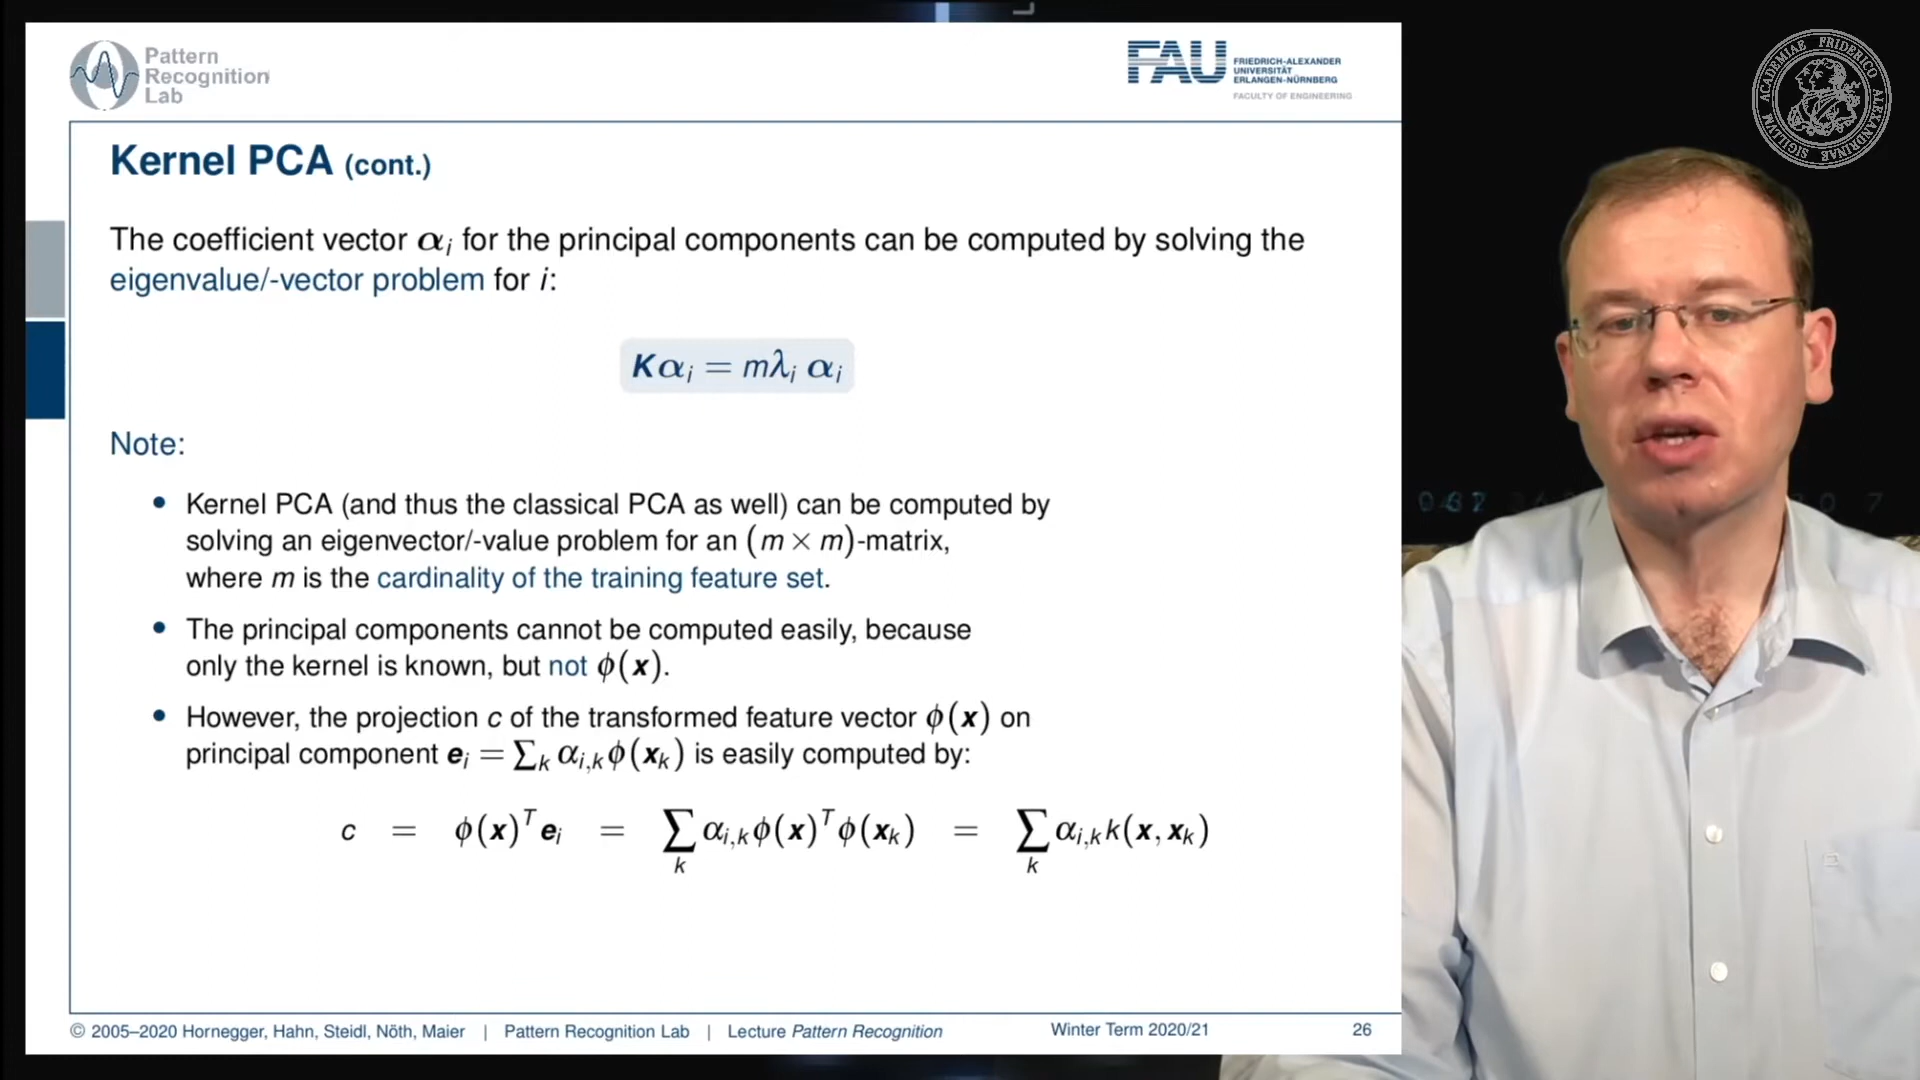 Pattern
Recognition
Lab
FAU
FRIEDRICH-ALEXANDER
UNIVERSITÄT
ERLANGEN-NÜRNBERG
FACULTY OF ENGINEERING
ACADEMIAE FRIDERICO ALEXANDRINAE SIGILLVM
Kernel PCA (cont.)
The coefficient vector αᵢ for the principal components can be computed by solving the
eigenvalue/-vector problem for i:
Kαᵢ = mλᵢ αᵢ
Note:
• Kernel PCA (and thus the classical PCA as well) can be computed by
solving an eigenvector/-value problem for an (m × m)-matrix,
where m is the cardinality of the training feature set.
• The principal components cannot be computed easily, because
only the kernel is known, but not ϕ(x).
• However, the projection c of the transformed feature vector ϕ(x) on
principal component eᵢ = ∑ₖ αᵢ,ₖϕ(xₖ) is easily computed by:
c = ϕ(x)ᵀeᵢ = ∑ₖ αᵢ,ₖϕ(x)ᵀϕ(xₖ) = ∑ₖ αᵢ,ₖk(x, xₖ)
© 2005–2020 Hornegger, Hahn, Steidl, Nöth, Maier | Pattern Recognition Lab | Lecture Pattern Recognition Winter Term 2020/21 26